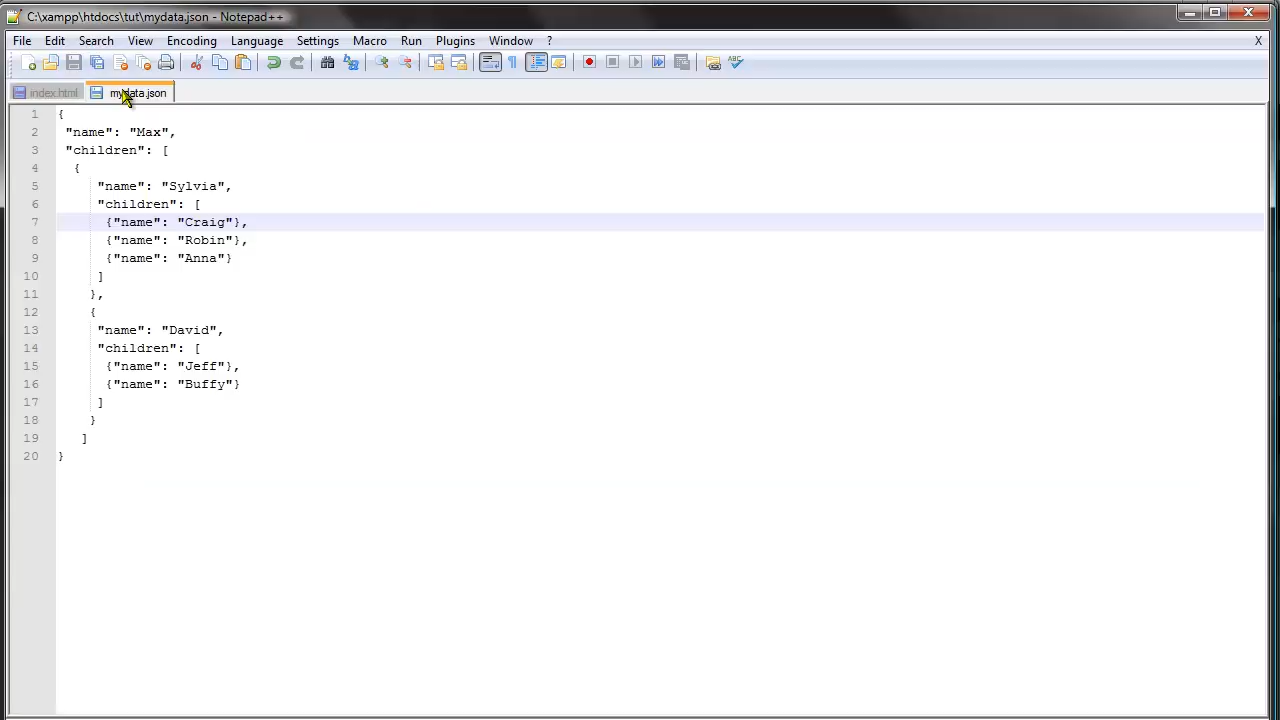 C:\xampp\htdocs\tut\mydata.json - Notepad++
File Edit Search View Encoding Language Settings Macro Run Plugins Window ? X
index.html mydata.json
1 {
2 "name": "Max",
3 "children": [
4 {
5 "name": "Sylvia",
6 "children": [
7 {"name": "Craig"},
8 {"name": "Robin"},
9 {"name": "Anna"}
10 ]
11 },
12 {
13 "name": "David",
14 "children": [
15 {"name": "Jeff"},
16 {"name": "Buffy"}
17 ]
18 }
19 ]
20 }